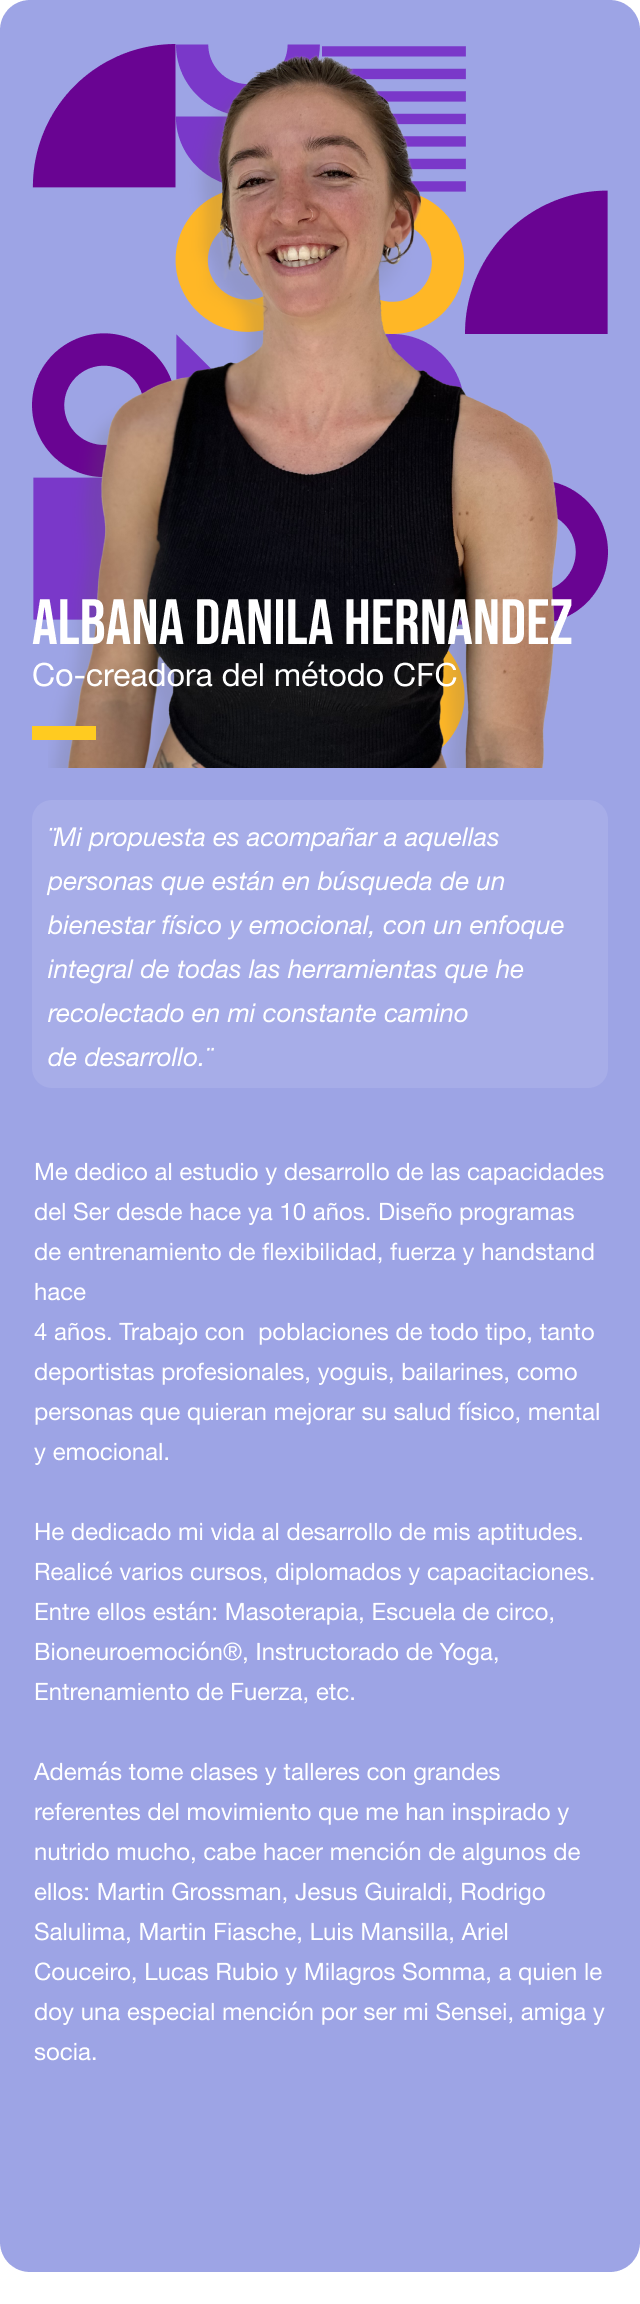 ALBANA DANILA HERNANDEZ
Co-creadora del método CFC
¨Mi propuesta es acompañar a aquellas
personas que están en búsqueda de un
bienestar físico y emocional, con un enfoque
integral de todas las herramientas que he
recolectado en mi constante camino
de desarrollo.¨
Me dedico al estudio y desarrollo de las capacidades
del Ser desde hace ya 10 años. Diseño programas
de entrenamiento de flexibilidad, fuerza y handstand
hace
4 años. Trabajo con  poblaciones de todo tipo, tanto
deportistas profesionales, yoguis, bailarines, como
personas que quieran mejorar su salud físico, mental
y emocional.
He dedicado mi vida al desarrollo de mis aptitudes.
Realicé varios cursos, diplomados y capacitaciones.
Entre ellos están: Masoterapia, Escuela de circo,
Bioneuroemoción®, Instructorado de Yoga,
Entrenamiento de Fuerza, etc.
Además tome clases y talleres con grandes
referentes del movimiento que me han inspirado y
nutrido mucho, cabe hacer mención de algunos de
ellos: Martin Grossman, Jesus Guiraldi, Rodrigo
Salulima, Martin Fiasche, Luis Mansilla, Ariel
Couceiro, Lucas Rubio y Milagros Somma, a quien le
doy una especial mención por ser mi Sensei, amiga y
socia.